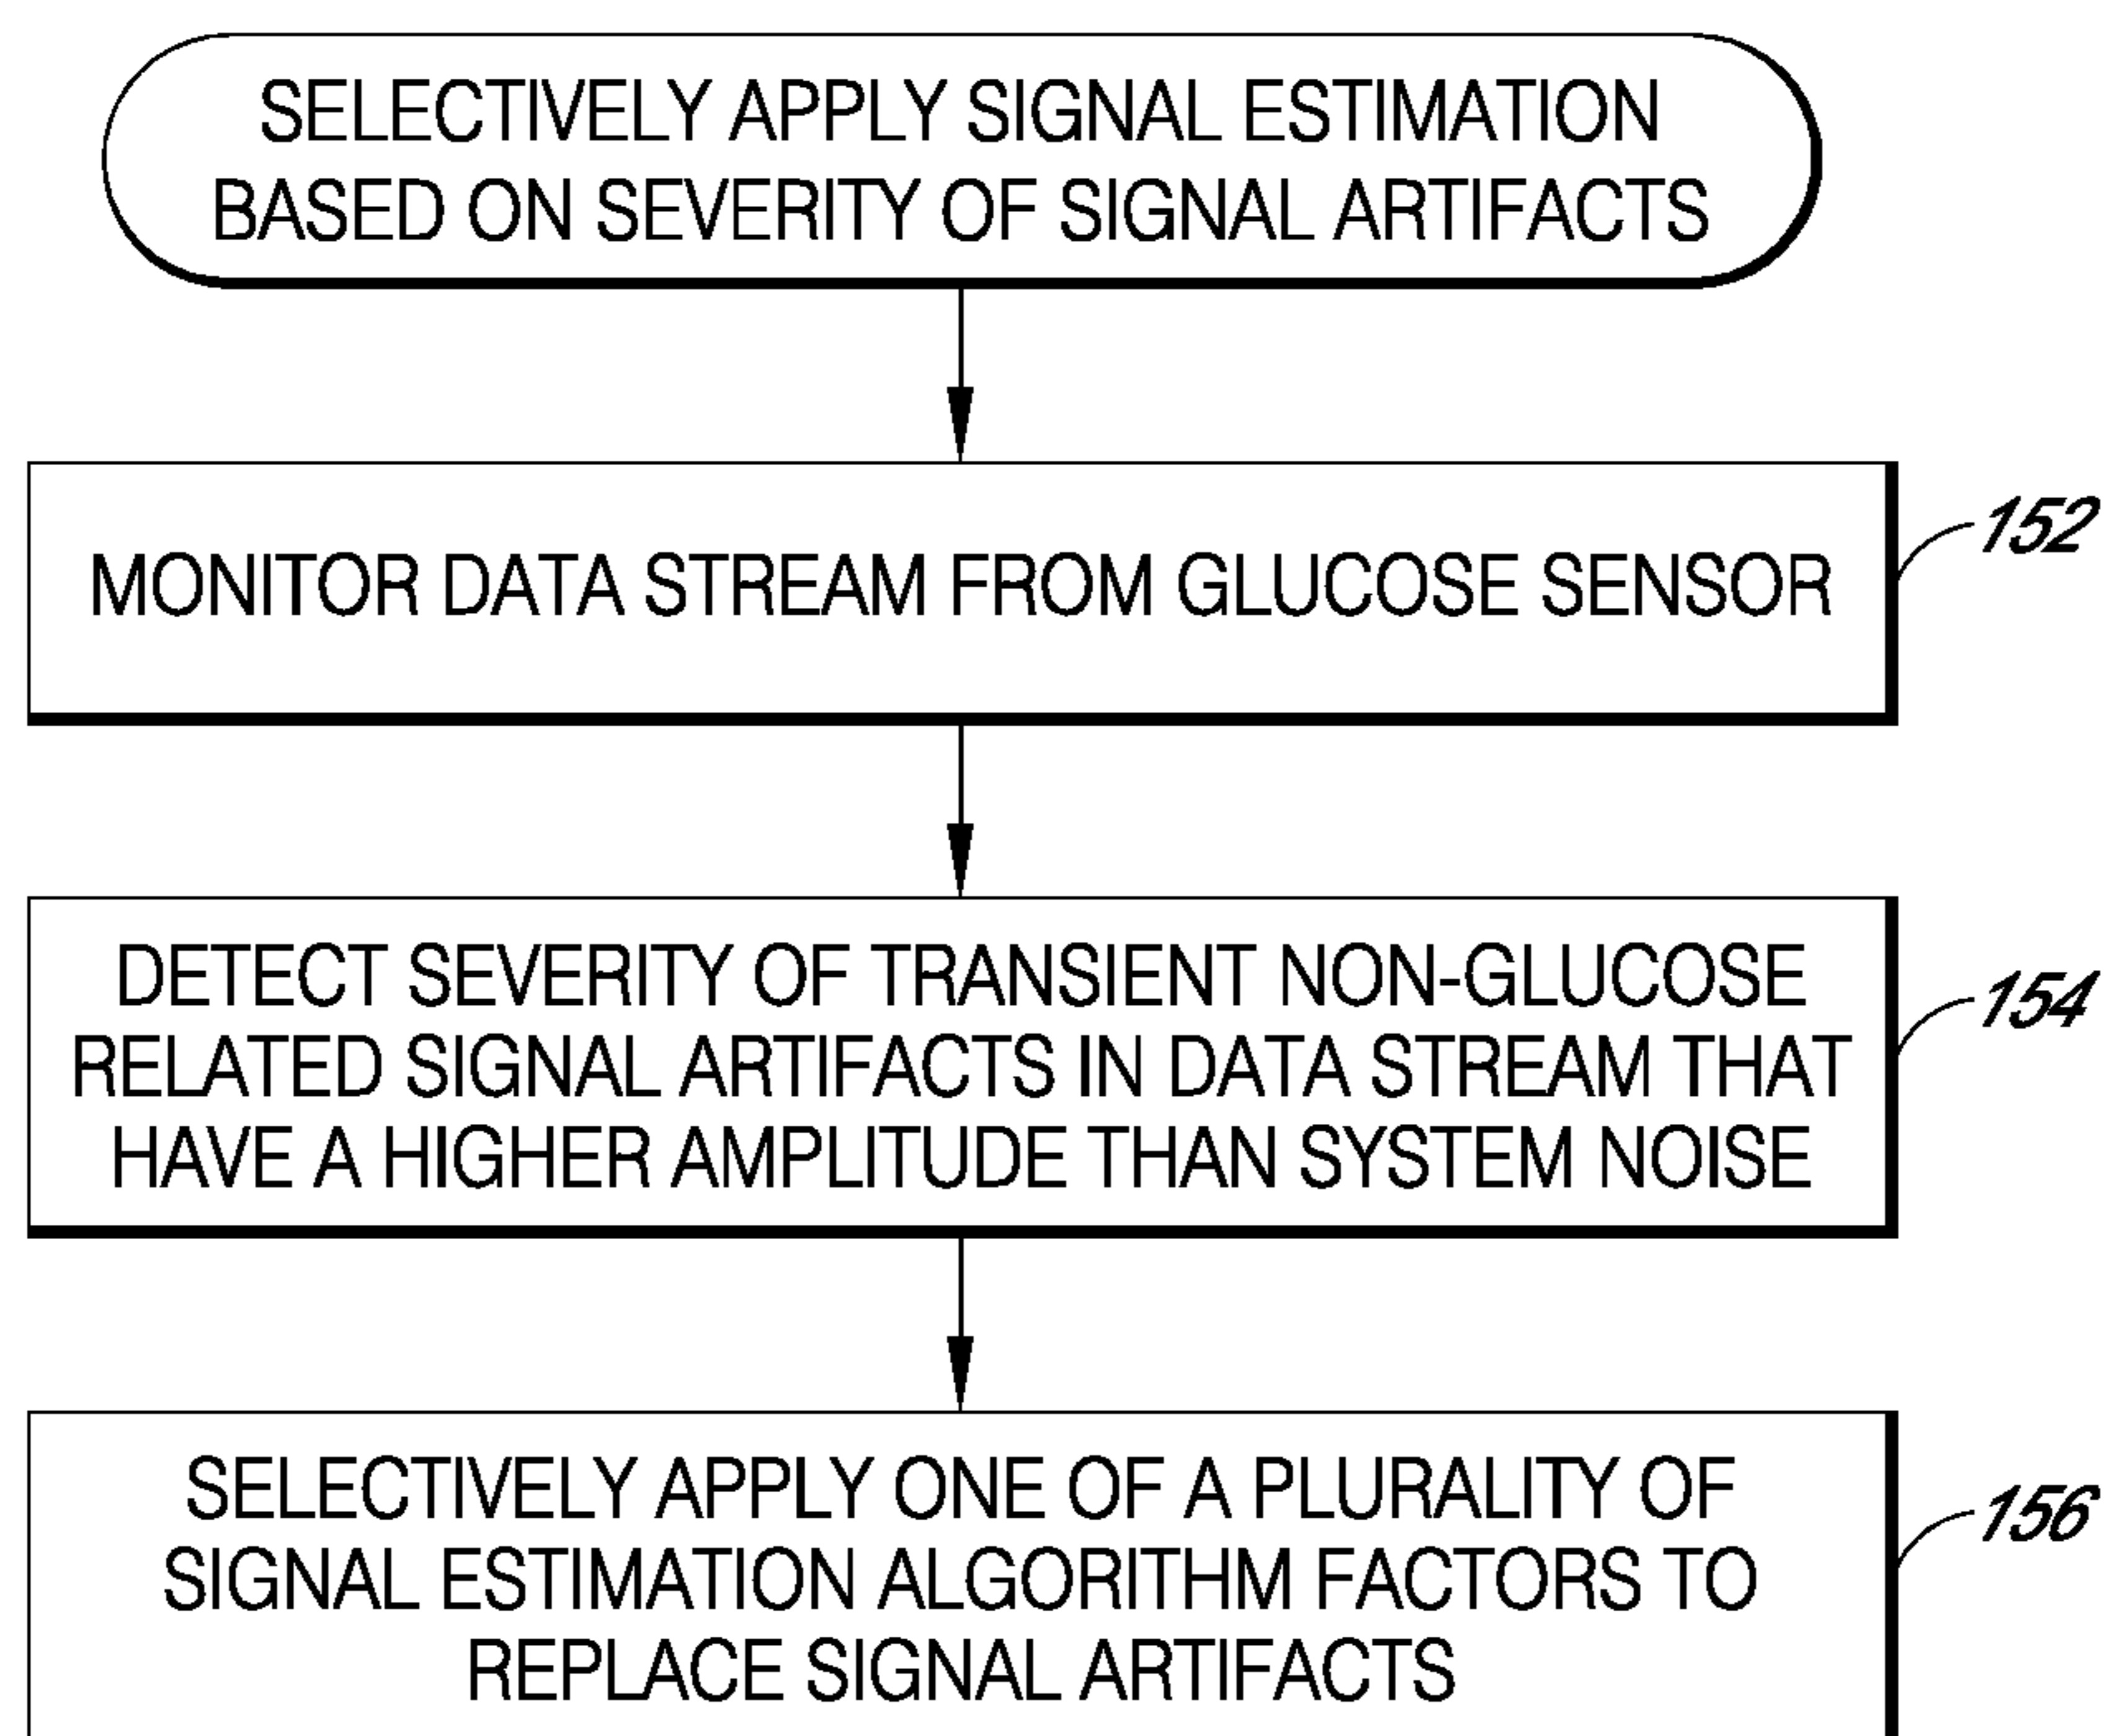 SELECTIVELY APPLY SIGNAL ESTIMATION
BASED ON SEVERITY OF SIGNAL ARTIFACTS
MONITOR DATA STREAM FROM GLUCOSE SENSOR
152
DETECT SEVERITY OF TRANSIENT NON-GLUCOSE
RELATED SIGNAL ARTIFACTS IN DATA STREAM THAT
HAVE A HIGHER AMPLITUDE THAN SYSTEM NOISE
154
SELECTIVELY APPLY ONE OF A PLURALITY OF
SIGNAL ESTIMATION ALGORITHM FACTORS TO
REPLACE SIGNAL ARTIFACTS
156